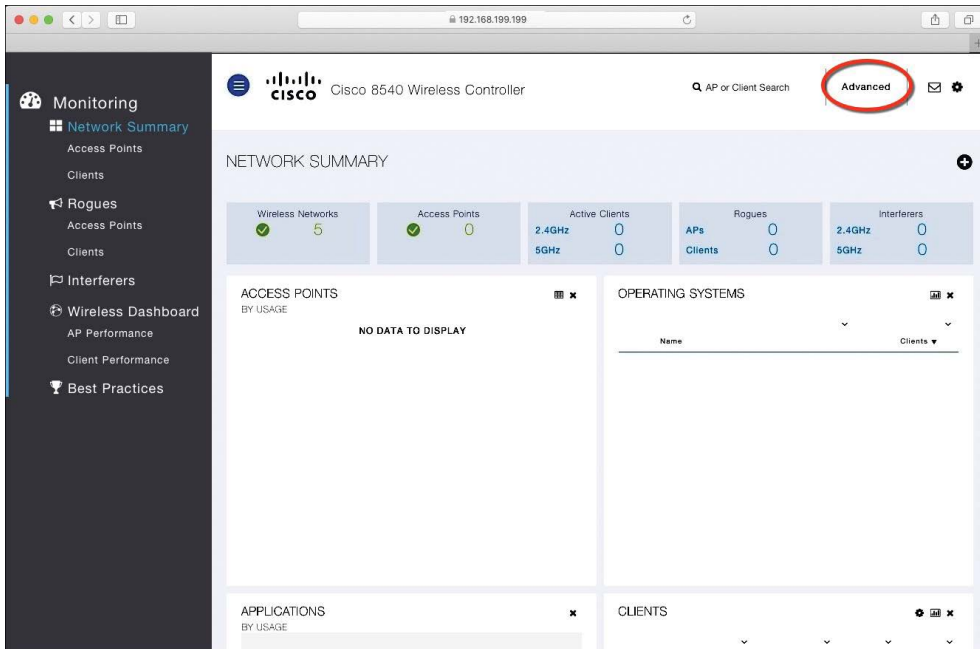 192.168.199.199
Monitoring
Network Summary
Access Points
Clients
Rogues
Access Points
Clients
Interferers
Wireless Dashboard
AP Performance
Client Performance
Best Practices
CISCO Cisco 8540 Wireless Controller
AP or Client Search
Advanced
NETWORK SUMMARY
Wireless Networks
5
Access Points
0
Active Clients
2.4GHz 0
5GHz 0
Rogues
APs 0
Clients 0
Interferers
2.4GHz 0
5GHz 0
ACCESS POINTS
BY USAGE
NO DATA TO DISPLAY
OPERATING SYSTEMS
Name Clients
APPLICATIONS
BY USAGE
CLIENTS